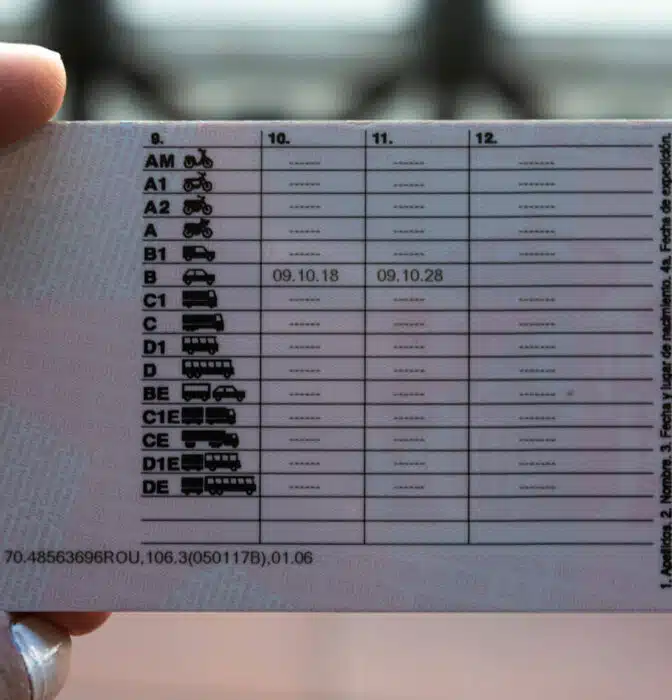 9. 10. 11. 12.
AM ------ ------ -------
A1 ------ ------ -------
A2 ------ ------ -------
A ------ ------ -------
B1 ------ ------ -------
B 09.10.18 09.10.28
C1 ------ ------ -------
C ------ ------ -------
D1 ------ ------ -------
D ------ ------ -------
BE ------ ------ -------
C1E ------ ------ -------
CE ------ ------ -------
D1E ------ ------ -------
DE ------ ------ -------
70.48563696ROU,106.3(050117B),01.06
1. Apellidos 2. Nombre 3. Fecha y lugar de nacimiento. 4a. Fecha de expedición